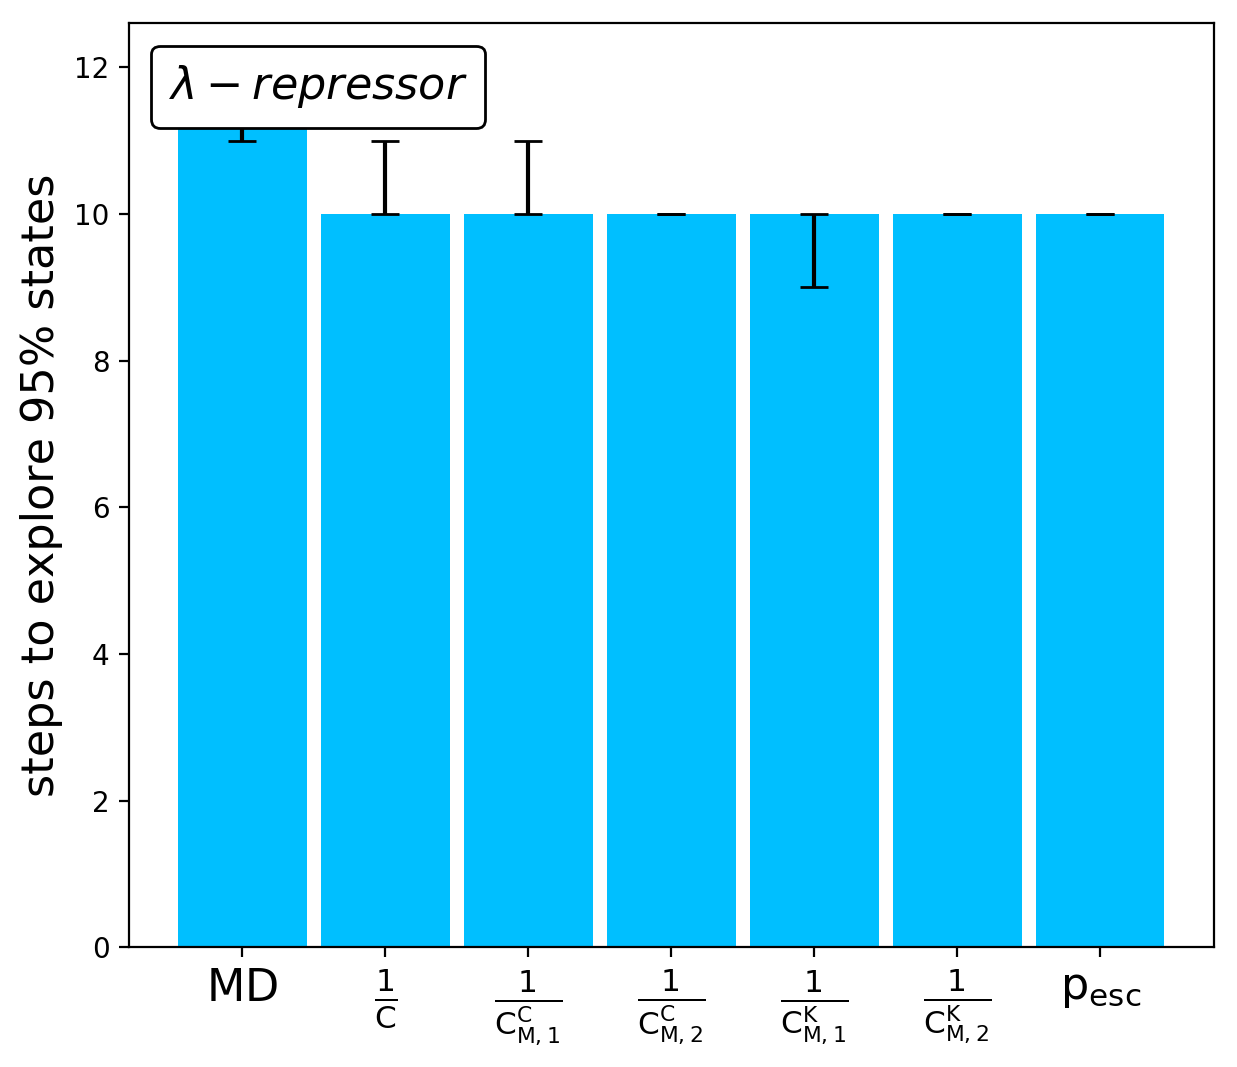 λ − repressor
steps to explore 95% states
12
10
8
6
4
2
0
MD
1/C
1/C^C_M, 1
1/C^C_M, 2
1/C^K_M, 1
1/C^K_M, 2
p_esc